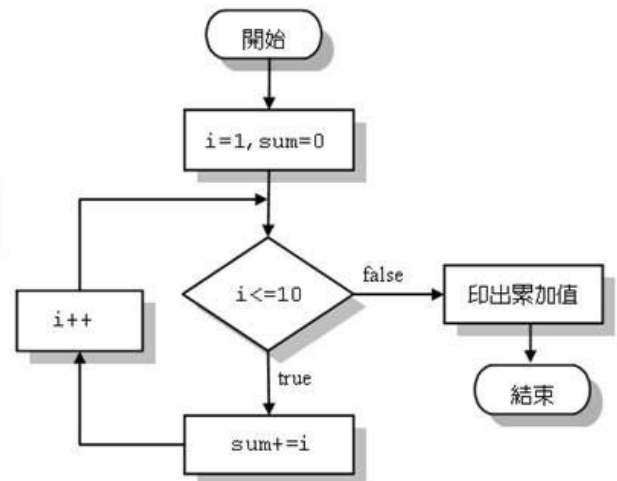 開始
i=1,sum=0
i<=10
false
印出累加值
i++
true
結束
sum+=i